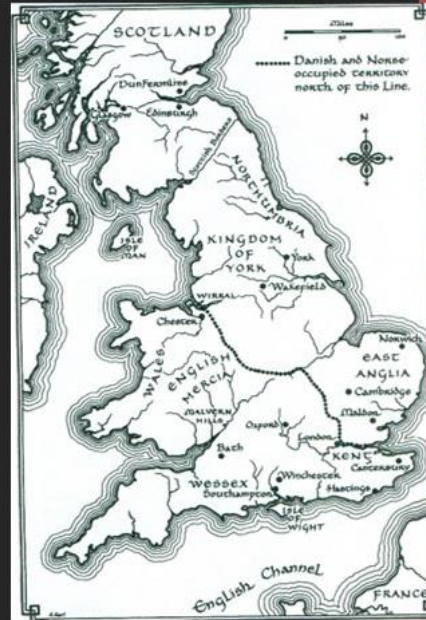 SCOTLAND
Miles
Danish and Norse-
occupied territory
north of this Line.
N
Dunfermline
Glasgow
Edinburgh
Scottish Borders
NORTHUMBRIA
IRELAND
ISLE
OF
MAN
KINGDOM
OF
YORK
York
Wakefield
WIRRAL
Chester
WALES
ENGLISH
MERCIA
MALVERN
HILLS
Norwich
EAST
ANGLIA
Cambridge
Maldon
Oxford
London
KENT
Canterbury
Bath
WESSEX
Winchester
Southampton
Hastings
ISLE
OF
WIGHT
English Channel
FRANCE